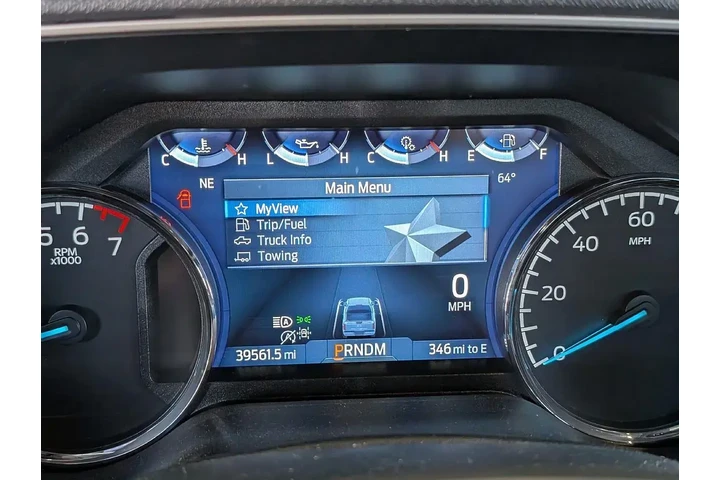 C H L H C H E F
NE
64°
Main Menu
MyView
Trip/Fuel
Truck Info
Towing
5 6 7
RPM
x1000
0
MPH
A
39561.5 mi
PRNDM
346 mi to E
0 20 40 60
MPH